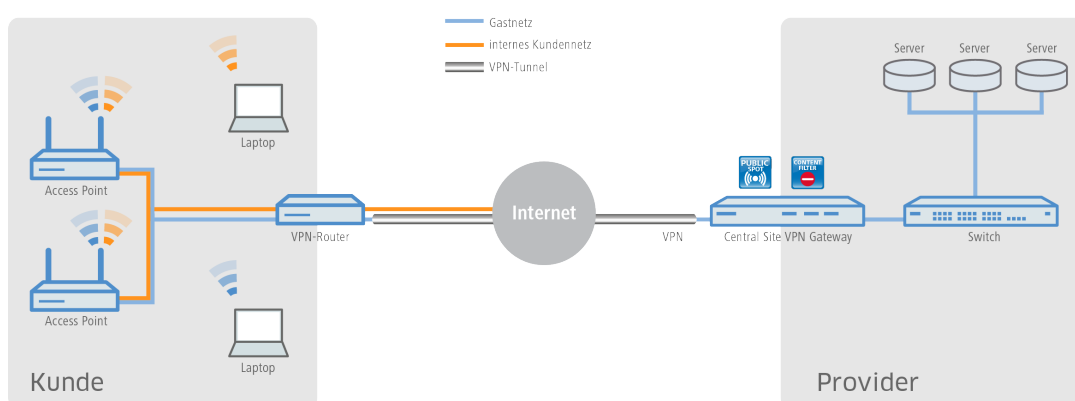 Gastnetz
internes Kundennetz
VPN-Tunnel
Server
Server
Server
Laptop
Access Point
PUBLIC
SPOT
CONTENT
FILTER
VPN-Router
Internet
VPN
Central Site VPN Gateway
Switch
Access Point
Laptop
Kunde
Provider